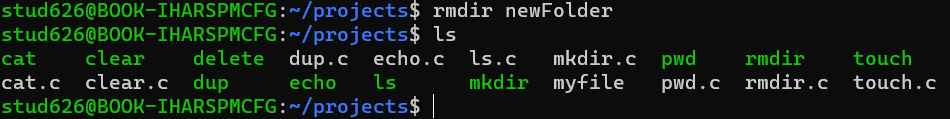 stud626@BOOK-IHARSPMCFG:~/projects$ rmdir newFolder
stud626@BOOK-IHARSPMCFG:~/projects$ ls
cat    clear    delete  dup.c  echo.c  ls.c   mkdir.c  pwd    rmdir    touch
cat.c  clear.c  dup     echo   ls      mkdir  myfile   pwd.c  rmdir.c  touch.c
stud626@BOOK-IHARSPMCFG:~/projects$